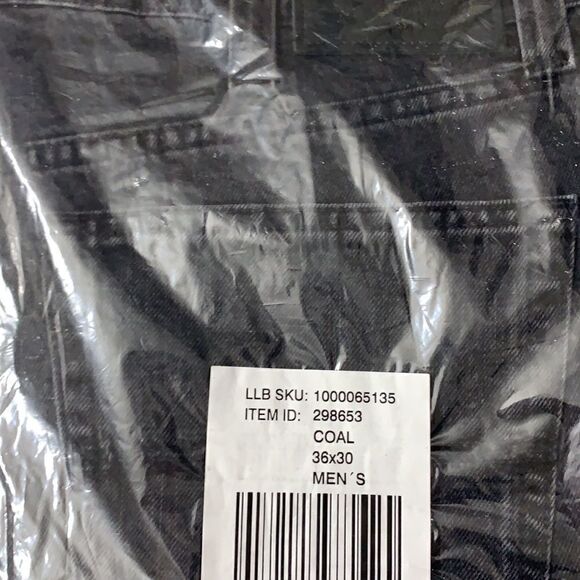 LLB SKU: 1000065135
ITEM ID: 298653
COAL
36x30
MEN´S